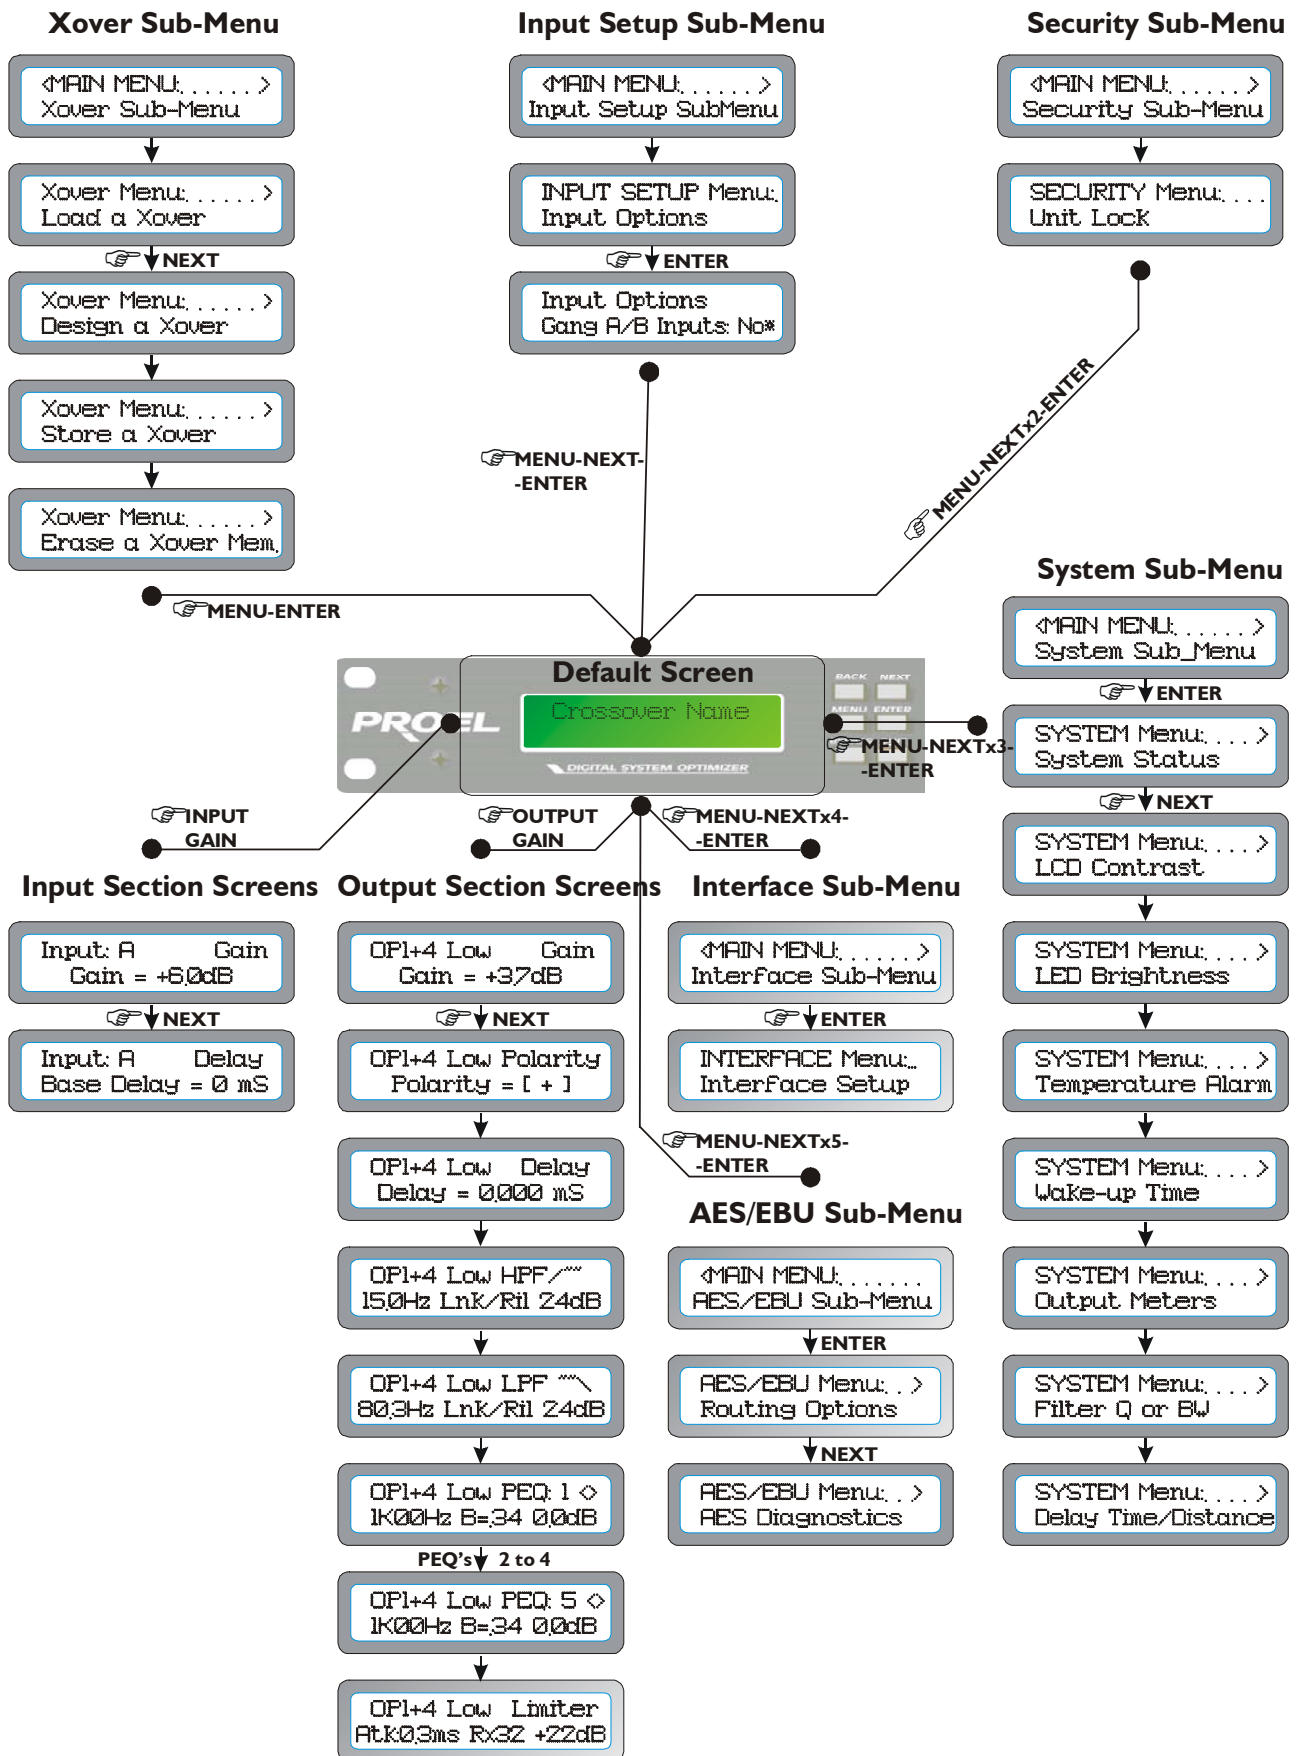 Xover Sub-Menu
<MAIN MENU:......>
Xover Sub-Menu
Xover Menu:......>
Load a Xover
NEXT
Xover Menu:......>
Design a Xover
Xover Menu:......>
Store a Xover
Xover Menu:......>
Erase a Xover Mem.
MENU-ENTER
Input Setup Sub-Menu
<MAIN MENU:......>
Input Setup SubMenu
INPUT SETUP Menu:.
Input Options
ENTER
Input Options
Gang A/B Inputs: No*
MENU-NEXT-
-ENTER
Security Sub-Menu
<MAIN MENU:......>
Security Sub-Menu
SECURITY Menu:....
Unit Lock
MENU-NEXTx2-ENTER
Default Screen
Crossover Name
PROEL
DIGITAL SYSTEM OPTIMIZER
BACK NEXT
MENU ENTER
MENU-NEXTx3-
-ENTER
System Sub-Menu
<MAIN MENU:......>
System Sub_Menu
ENTER
SYSTEM Menu:....>
System Status
NEXT
SYSTEM Menu:....>
LCD Contrast
SYSTEM Menu:....>
LED Brightness
SYSTEM Menu:....>
Temperature Alarm
SYSTEM Menu:....>
Wake-up Time
SYSTEM Menu:....>
Output Meters
SYSTEM Menu:....>
Filter Q or BW
SYSTEM Menu:....>
Delay Time/Distance
INPUT
GAIN
Input Section Screens
Input: A Gain
Gain = +6.0dB
NEXT
Input: A Delay
Base Delay = 0 mS
OUTPUT
GAIN
Output Section Screens
OP1+4 Low Gain
Gain = +3.7dB
NEXT
OP1+4 Low Polarity
Polarity = [ + ]
OP1+4 Low Delay
Delay = 0.000 mS
OP1+4 Low HPF
15.0Hz Lnk/Ril 24dB
OP1+4 Low LPF
80.3Hz Lnk/Ril 24dB
OP1+4 Low PEQ: 1 <>
1K00Hz B=.34 0.0dB
PEQ's 2 to 4
OP1+4 Low PEQ: 5 <>
1K00Hz B=.34 0.0dB
OP1+4 Low Limiter
Atk:0.3ms Rx32 +22dB
MENU-NEXTx4-
-ENTER
Interface Sub-Menu
<MAIN MENU:......>
Interface Sub-Menu
ENTER
INTERFACE Menu:..
Interface Setup
MENU-NEXTx5-
-ENTER
AES/EBU Sub-Menu
<MAIN MENU:.......
AES/EBU Sub-Menu
ENTER
AES/EBU Menu:..>
Routing Options
NEXT
AES/EBU Menu:..>
AES Diagnostics